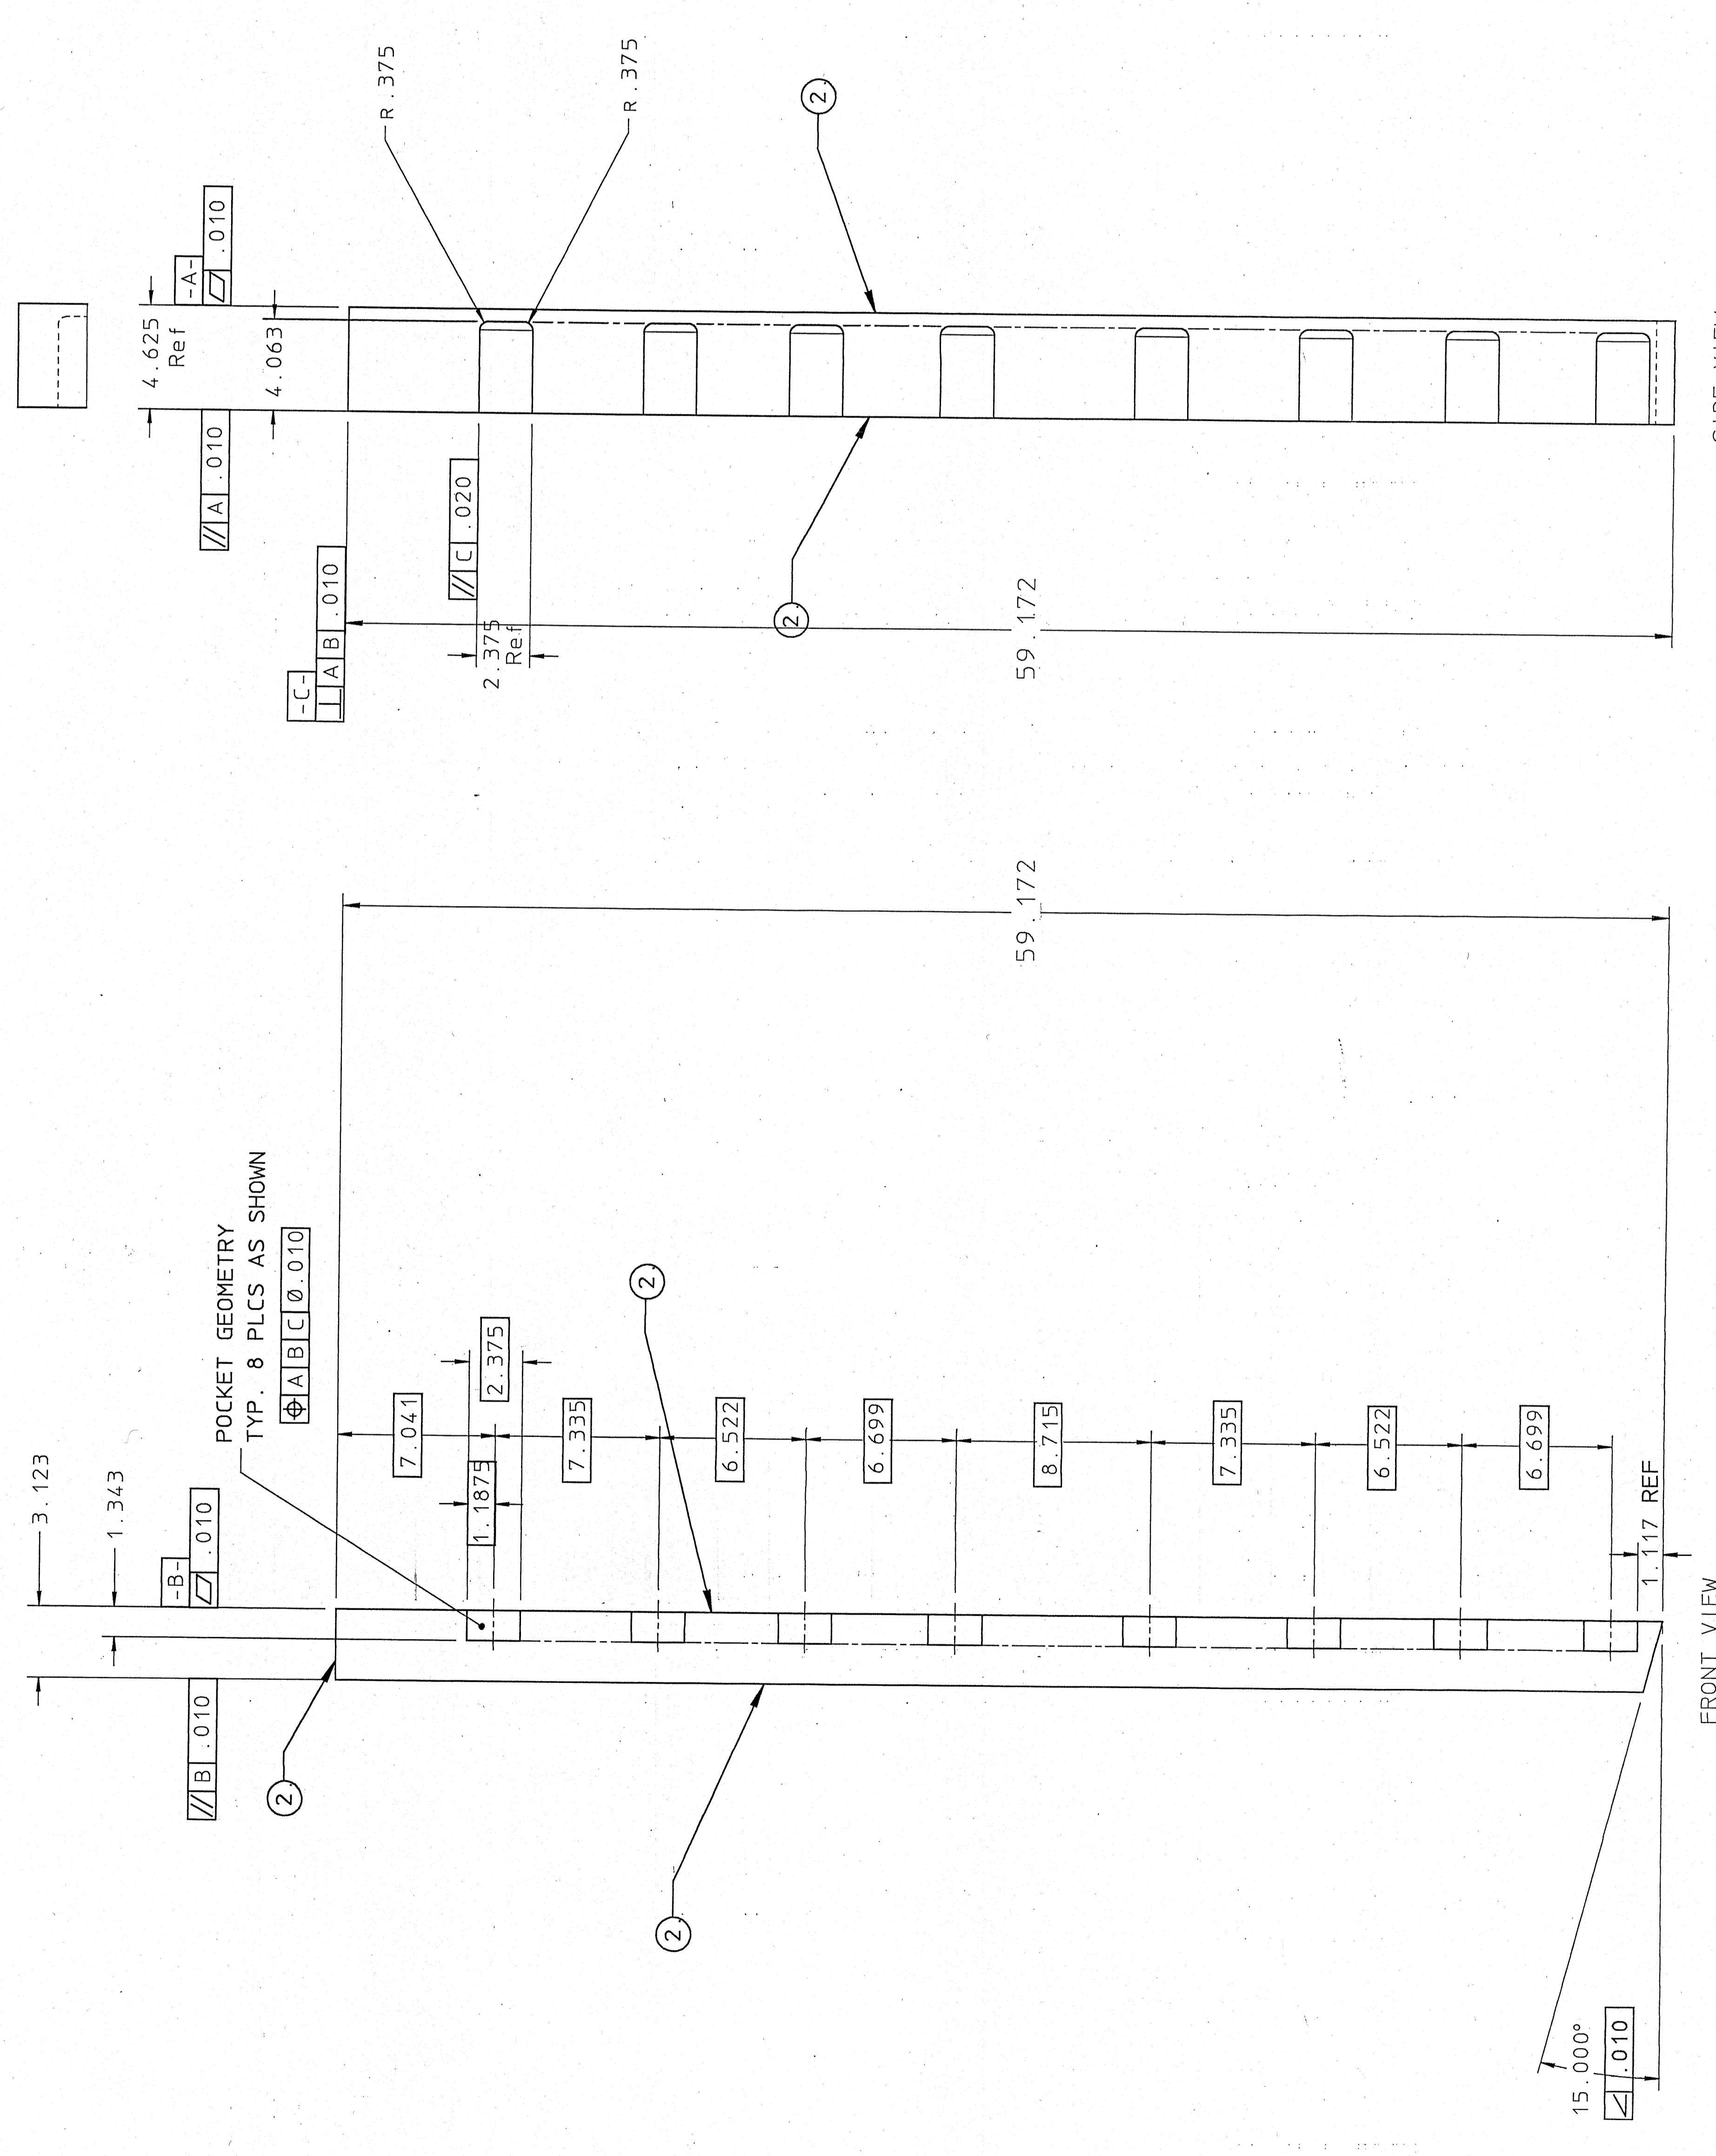 R.375
R.375
2.
-A-
.010
4.625
Ref
4.063
// A .010
// C .020
-C-
⊥ A B .010
2.375
Ref
2.
59.172
59.172
POCKET GEOMETRY
TYP. 8 PLCS AS SHOWN
⌖ A B C Ø.010
3.123
1.343
-B-
.010
// B .010
7.041
2.375
1.1875
7.335
6.522
6.699
8.715
7.335
6.522
6.699
1.117 REF
2.
2.
2.
15.000°
∠ .010
FRONT VIEW